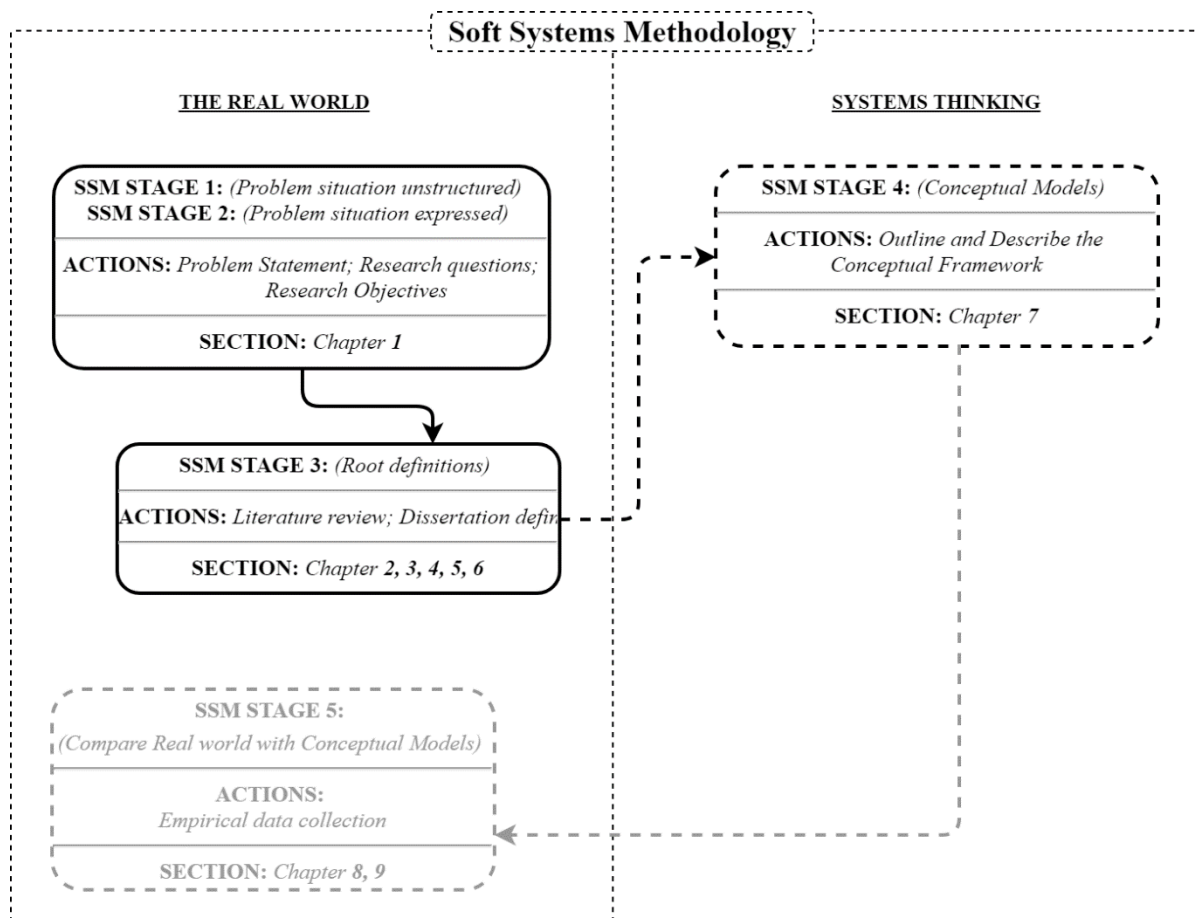 Soft Systems Methodology
THE REAL WORLD
SSM STAGE 1: (Problem situation unstructured)
SSM STAGE 2: (Problem situation expressed)
ACTIONS: Problem Statement; Research questions;
Research Objectives
SECTION: Chapter 1
SSM STAGE 3: (Root definitions)
ACTIONS: Literature review; Dissertation defin
SECTION: Chapter 2, 3, 4, 5, 6
SSM STAGE 5:
(Compare Real world with Conceptual Models)
ACTIONS:
Empirical data collection
SECTION: Chapter 8, 9
SYSTEMS THINKING
SSM STAGE 4: (Conceptual Models)
ACTIONS: Outline and Describe the
Conceptual Framework
SECTION: Chapter 7